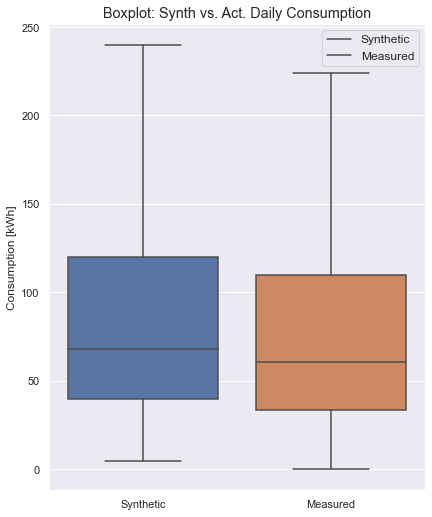 Boxplot: Synth vs. Act. Daily Consumption
Synthetic
Measured
Consumption [kWh]
250
200
150
100
50
0
Synthetic
Measured